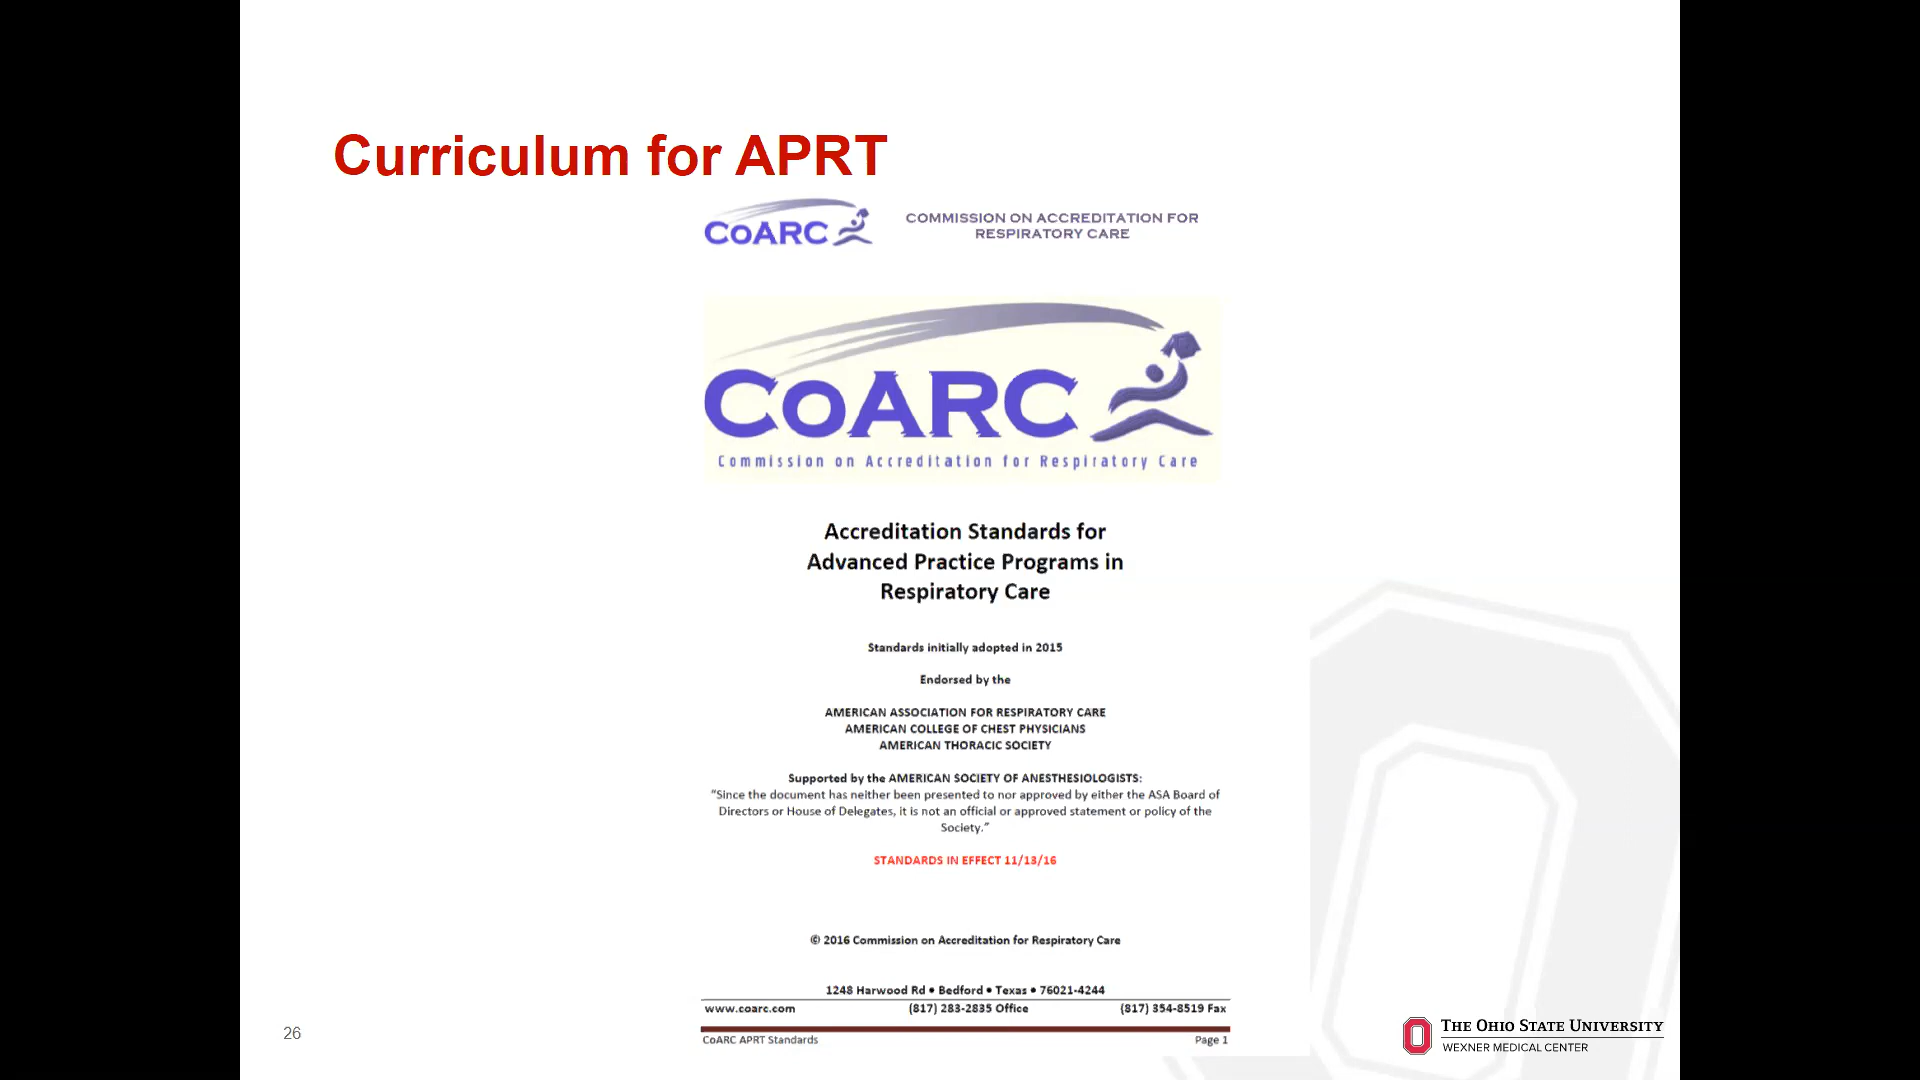 Curriculum for APRT
CoARC
COMMISSION ON ACCREDITATION FOR
RESPIRATORY CARE
CoARC
Commission on Accreditation for Respiratory Care
Accreditation Standards for
Advanced Practice Programs in
Respiratory Care
Standards initially adopted in 2015
Endorsed by the
AMERICAN ASSOCIATION FOR RESPIRATORY CARE
AMERICAN COLLEGE OF CHEST PHYSICIANS
AMERICAN THORACIC SOCIETY
Supported by the AMERICAN SOCIETY OF ANESTHESIOLOGISTS:
"Since the document has neither been presented to nor approved by either the ASA Board of
Directors or House of Delegates, it is not an official or approved statement or policy of the
Society."
STANDARDS IN EFFECT 11/13/16
© 2016 Commission on Accreditation for Respiratory Care
1248 Harwood Rd • Bedford • Texas • 76021-4244
www.coarc.com (817) 283-2835 Office (817) 354-8519 Fax
CoARC APRT Standards Page 1
26
THE OHIO STATE UNIVERSITY
WEXNER MEDICAL CENTER